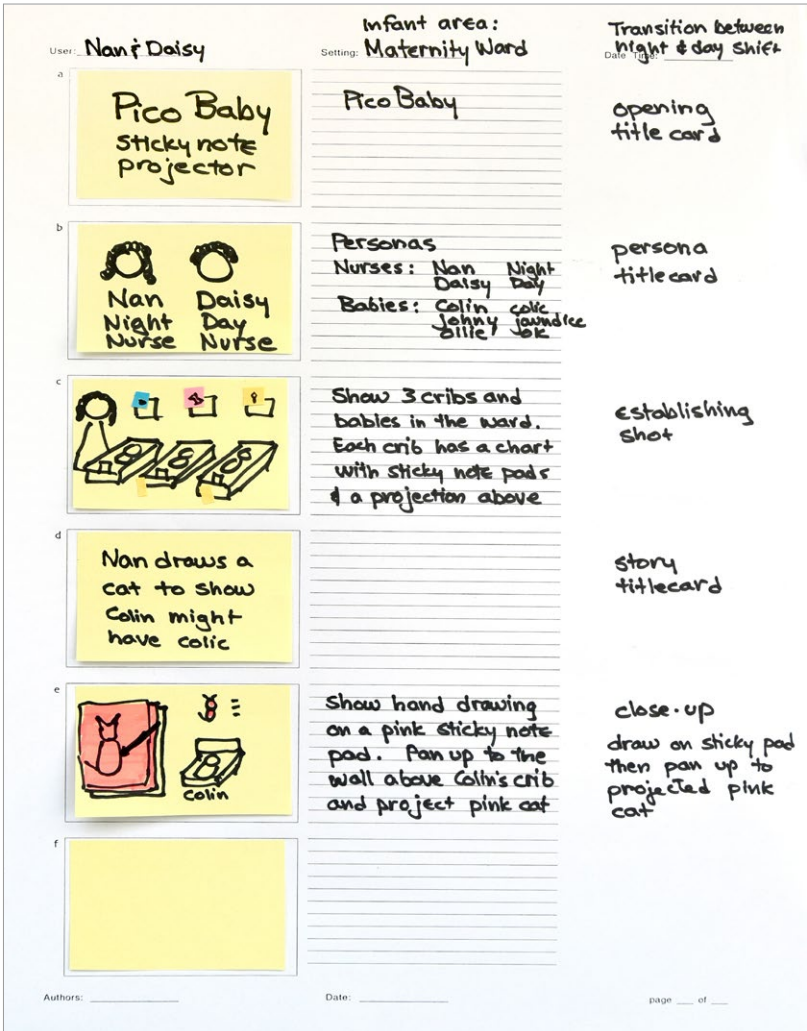 User: Nan & Daisy
Infant area:
Setting: Maternity Ward
Transition between
night & day shift
Date Time:
a
Pico Baby
sticky note
projector
Pico Baby
opening
title card
b
Nan
Night
Nurse
Daisy
Day
Nurse
Personas
Nurses: Nan Night
Daisy Day
Babies: Colin colic
Johny jaundice
Ollie ok
persona
titlecard
c
Show 3 cribs and
babies in the ward.
Each crib has a chart
with sticky note pads
& a projection above
establishing
shot
d
Nan draws a
cat to show
Colin might
have colic
story
titlecard
e
Colin
Show hand drawing
on a pink sticky note
pad. Pan up to the
wall above Colin's crib
and project pink cat
close-up
draw on sticky pad
then pan up to
projected pink
cat
f
Authors:
Date:
page of